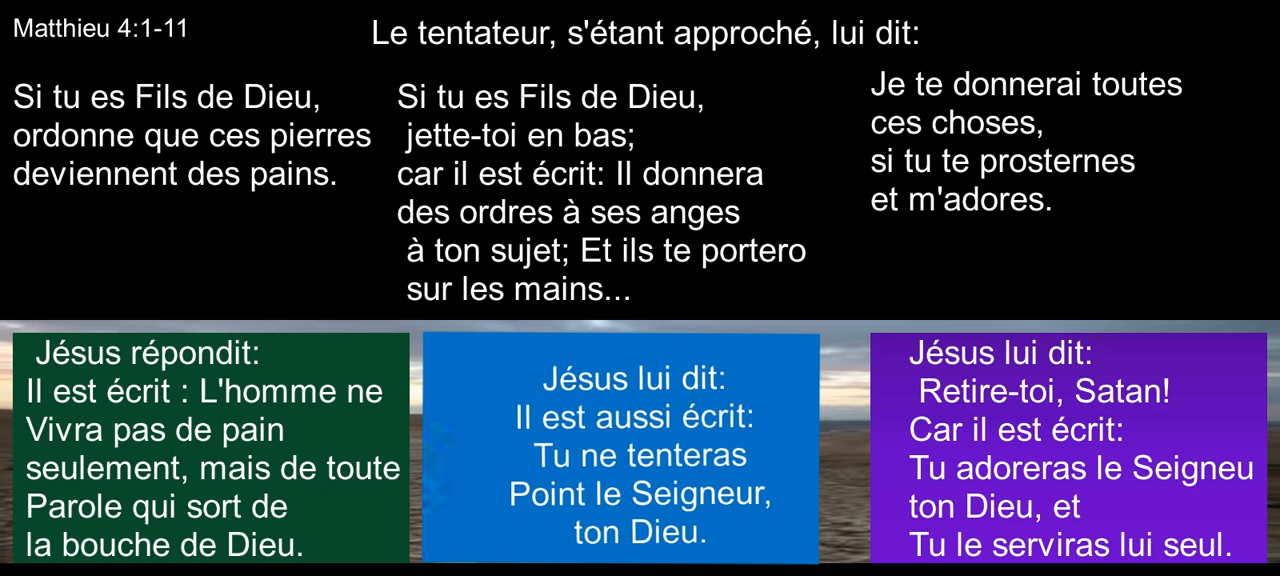 Matthieu 4:1-11
Le tentateur, s'étant approché, lui dit:
Si tu es Fils de Dieu,
ordonne que ces pierres
deviennent des pains.
Si tu es Fils de Dieu,
jette-toi en bas;
car il est écrit: Il donnera
des ordres à ses anges
à ton sujet; Et ils te portero
sur les mains...
Je te donnerai toutes
ces choses,
si tu te prosternes
et m'adores.
Jésus répondit:
Il est écrit : L'homme ne
Vivra pas de pain
seulement, mais de toute
Parole qui sort de
la bouche de Dieu.
Jésus lui dit:
Il est aussi écrit:
Tu ne tenteras
Point le Seigneur,
ton Dieu.
Jésus lui dit:
Retire-toi, Satan!
Car il est écrit:
Tu adoreras le Seigneu
ton Dieu, et
Tu le serviras lui seul.